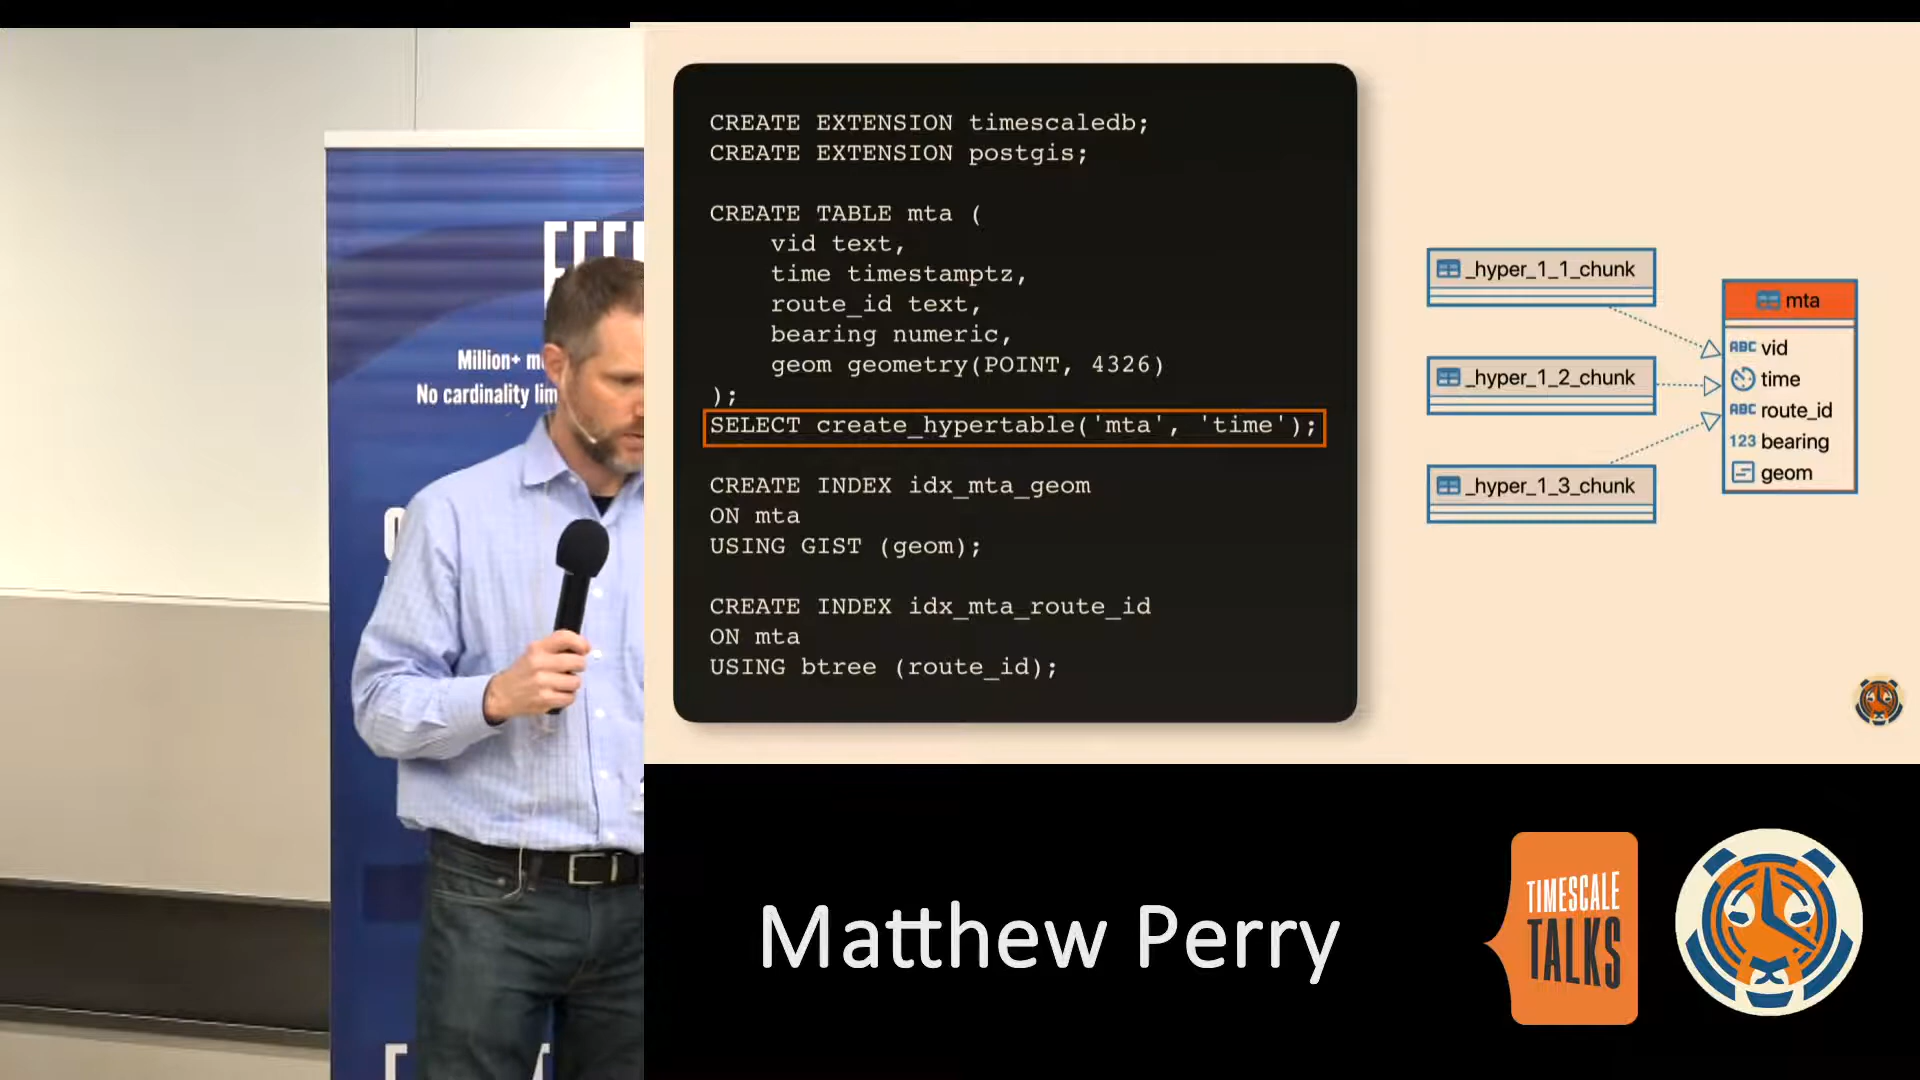 Million+
No cardinality
CREATE EXTENSION timescaledb;
CREATE EXTENSION postgis;
CREATE TABLE mta (
vid text,
time timestamptz,
route_id text,
bearing numeric,
geom geometry(POINT, 4326)
);
SELECT create_hypertable('mta', 'time');
CREATE INDEX idx_mta_geom
ON mta
USING GIST (geom);
CREATE INDEX idx_mta_route_id
ON mta
USING btree (route_id);
_hyper_1_1_chunk
_hyper_1_2_chunk
_hyper_1_3_chunk
mta
ABC vid
time
ABC route_id
123 bearing
geom
Matthew Perry
TIMESCALE
TALKS